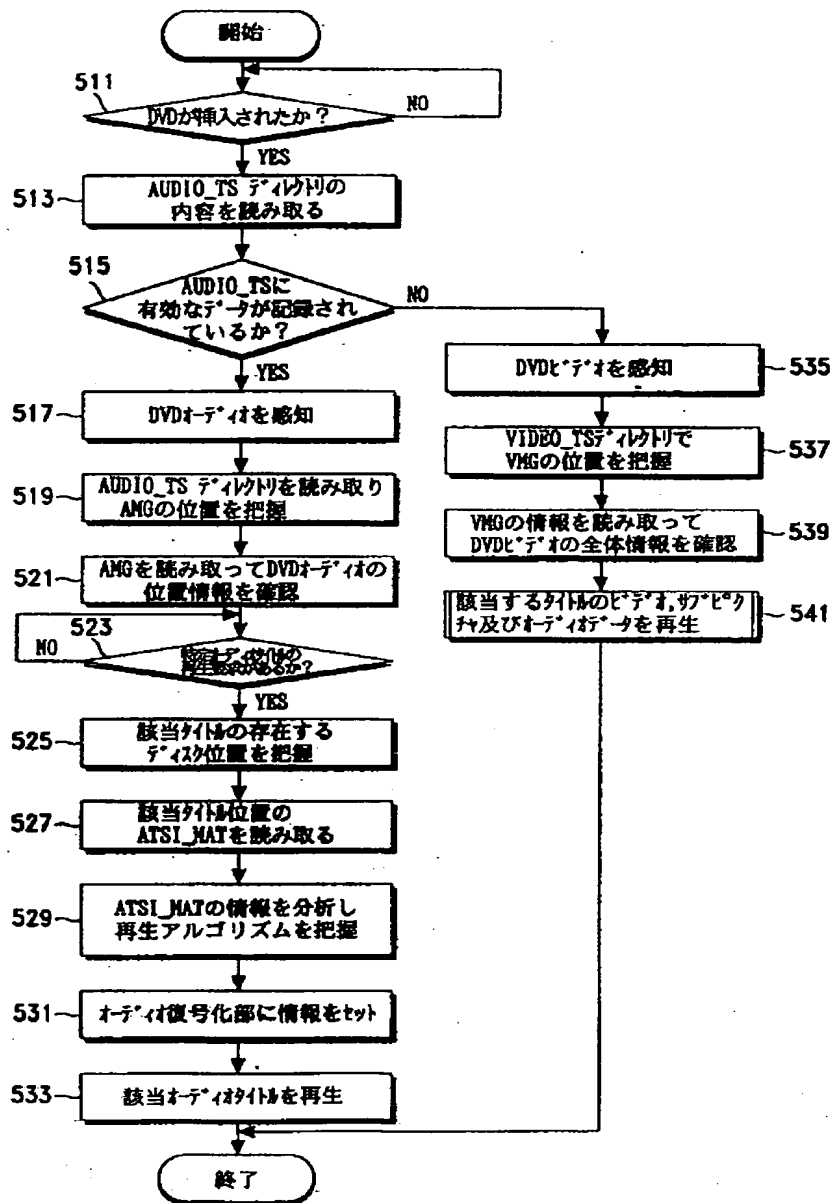 開始
511
DVDが挿入されたか？
NO
YES
513
AUDIO_TS ﾃﾞｨﾚｸﾄﾘの
内容を読み取る
515
AUDIO_TSに
有効なデータが記録され
ているか？
NO
YES
517
DVDｵｰﾃﾞｨｵを感知
519
AUDIO_TS ﾃﾞｨﾚｸﾄﾘを読み取り
AMGの位置を把握
521
AMGを読み取ってDVDｵｰﾃﾞｨｵの
位置情報を確認
523
NO
YES
525
該当ﾀｲﾄﾙの存在する
ﾃﾞｨｽｸ位置を把握
527
該当ﾀｲﾄﾙ位置の
ATSI_MATを読み取る
529
ATSI_MATの情報を分析し
再生アルゴリズムを把握
531
ｵｰﾃﾞｨｵ復号化部に情報をｾｯﾄ
533
該当ｵｰﾃﾞｨｵﾀｲﾄﾙを再生
終了
DVDﾋﾞﾃﾞｵを感知
535
VIDEO_TSﾃﾞｨﾚｸﾄﾘで
VMGの位置を把握
537
VMGの情報を読み取って
DVDﾋﾞﾃﾞｵの全体情報を確認
539
該当するﾀｲﾄﾙのﾋﾞﾃﾞｵ,ｻﾌﾞﾋﾟｸ
ﾁｬ及びｵｰﾃﾞｨｵﾃﾞｰﾀを再生
541